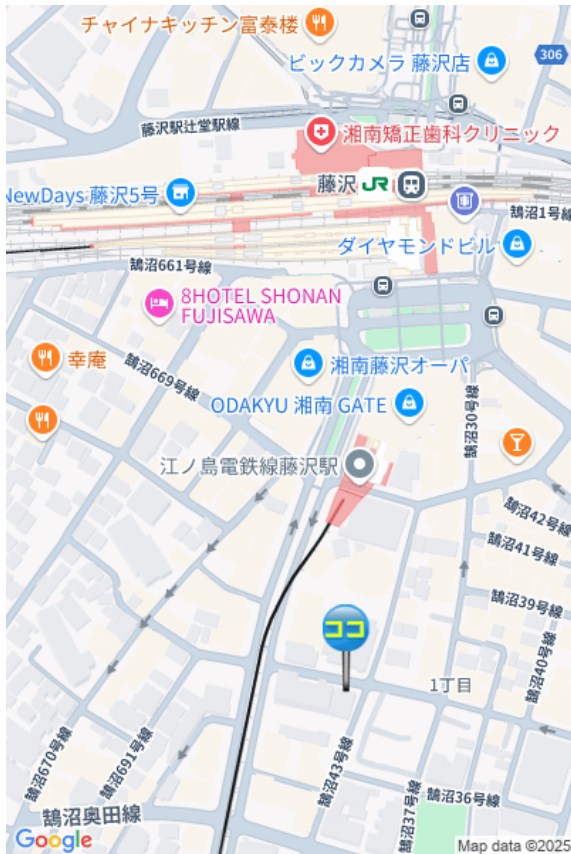 チャイナキッチン富泰楼
ビックカメラ 藤沢店
306
藤沢駅辻堂駅線
湘南矯正歯科クリニック
藤沢 JR
NewDays 藤沢5号
鵠沼1号線
ダイヤモンドビル
鵠沼661号線
8HOTEL SHONAN
FUJISAWA
幸庵
湘南藤沢オーパ
鵠沼669号線
ODAKYU 湘南 GATE
鵠沼30号線
江ノ島電鉄線藤沢駅
鵠沼42号線
鵠沼41号線
鵠沼39号線
ココ
鵠沼40号線
1丁目
鵠沼670号線
鵠沼691号線
鵠沼43号線
鵠沼37号線
鵠沼36号線
鵠沼奥田線
Google
Map data ©2025